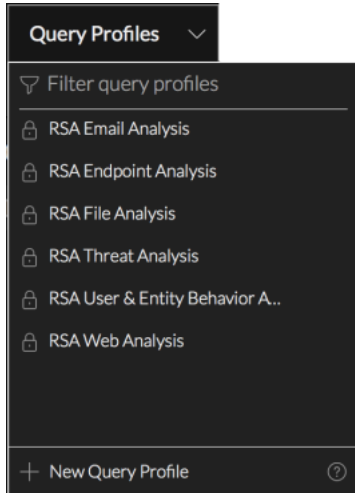 Query Profiles
Filter query profiles
RSA Email Analysis
RSA Endpoint Analysis
RSA File Analysis
RSA Threat Analysis
RSA User & Entity Behavior A...
RSA Web Analysis
New Query Profile